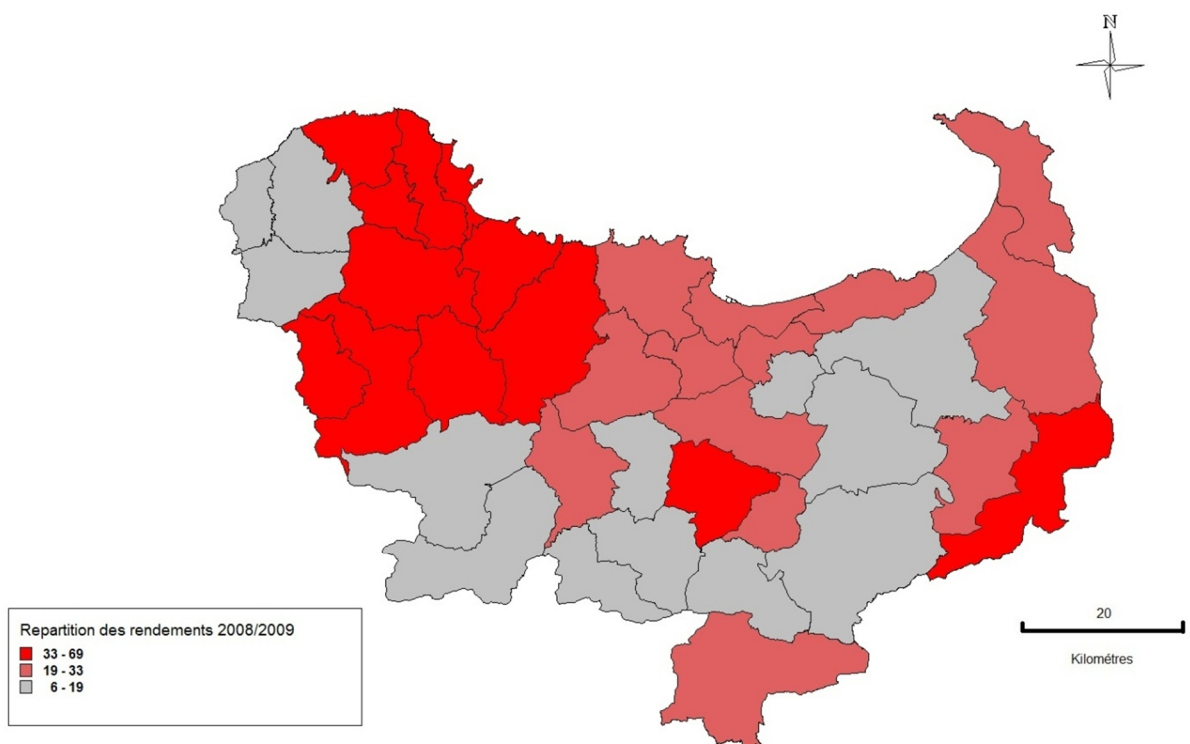 N
Repartition des rendements 2008/2009
33 - 69
19 - 33
6 - 19
20
Kilométres